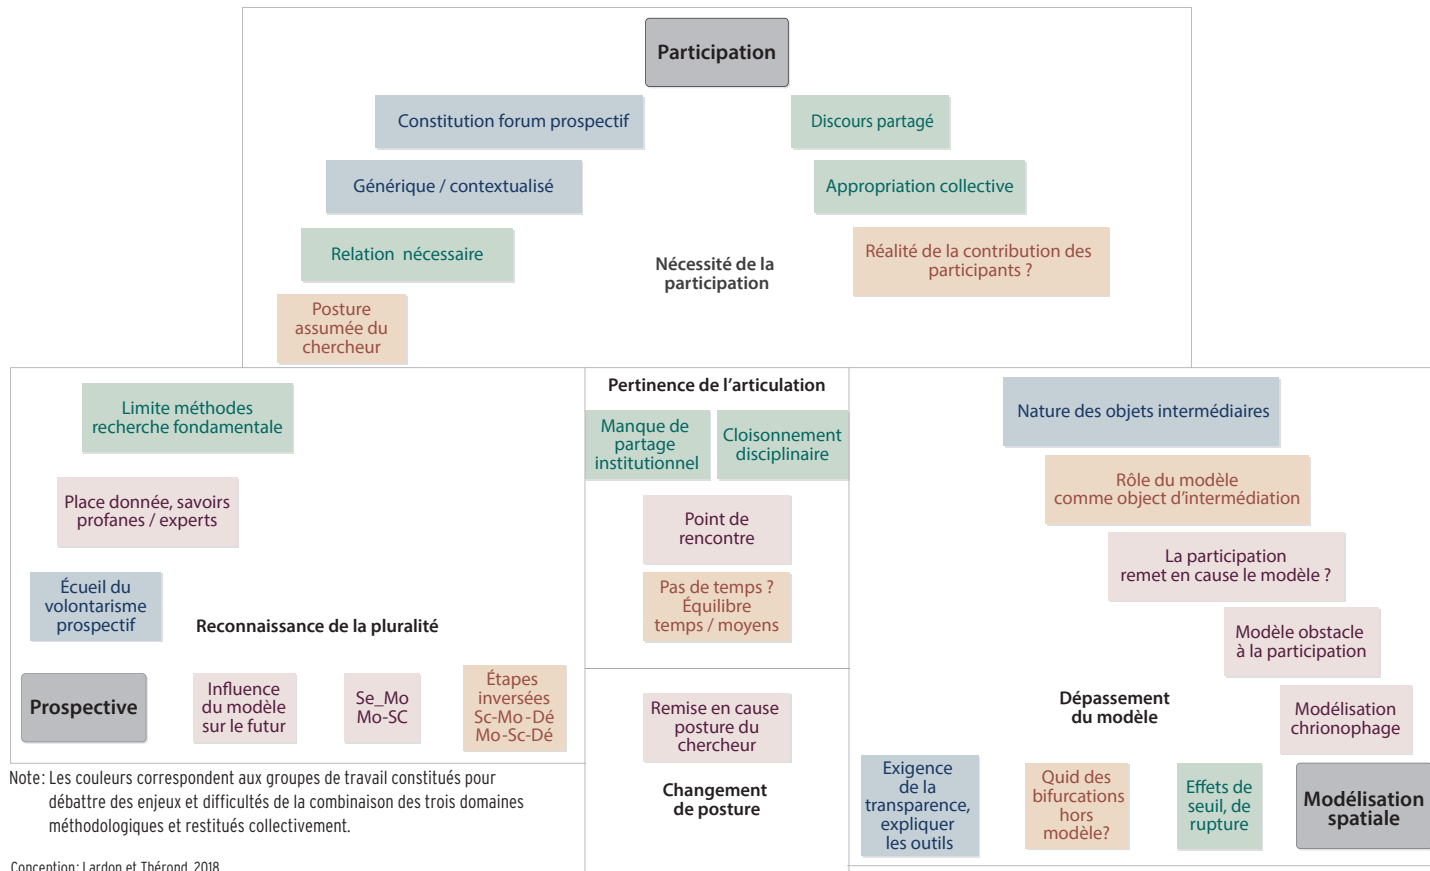 Participation
Constitution forum prospectif
Discours partagé
Générique / contextualisé
Appropriation collective
Relation nécessaire
Réalité de la contribution des
participants ?
Nécessité de la
participation
Posture
assumée du
chercheur
Limite méthodes
recherche fondamentale
Place donnée, savoirs
profanes / experts
Écueil du
volontarisme
prospectif
Reconnaissance de la pluralité
Prospective
Influence
du modèle
sur le futur
Se_Mo
Mo-SC
Étapes
inversées
Sc-Mo-Dé
Mo-Sc-Dé
Pertinence de l'articulation
Manque de
partage
institutionnel
Cloisonnement
disciplinaire
Point de
rencontre
Pas de temps ?
Équilibre
temps / moyens
Remise en cause
posture du
chercheur
Changement
de posture
Nature des objets intermédiaires
Rôle du modèle
comme object d'intermédiation
La participation
remet en cause le modèle ?
Modèle obstacle
à la participation
Dépassement
du modèle
Modélisation
chrionophage
Exigence
de la
transparence,
expliquer
les outils
Quid des
bifurcations
hors
modèle?
Effets de
seuil, de
rupture
Modélisation
spatiale
Note: Les couleurs correspondent aux groupes de travail constitués pour
débattre des enjeux et difficultés de la combinaison des trois domaines
méthodologiques et restitués collectivement.
Conception: Lardon et Thérond, 2018